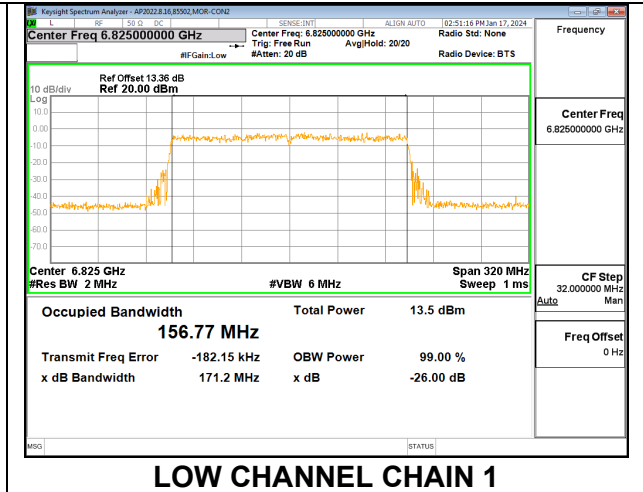 Keysight Spectrum Analyzer - AP2022.8.16,85502,MOR-CON2
L RF 50 Ω DC SENSE:INT ALIGN AUTO 02:51:16 PM Jan 17, 2024
Center Freq 6.825000000 GHz
Center Freq: 6.825000000 GHz
Radio Std: None
Trig: Free Run Avg|Hold: 20/20
#IFGain:Low #Atten: 20 dB Radio Device: BTS
Frequency
Ref Offset 13.36 dB
10 dB/div Ref 20.00 dBm
Log
10.0
0.00
-10.0
-20.0
-30.0
-40.0
-50.0
-60.0
-70.0
Center Freq
6.825000000 GHz
Center 6.825 GHz Span 320 MHz
#Res BW 2 MHz #VBW 6 MHz Sweep 1 ms
CF Step
32.000000 MHz
Auto Man
Freq Offset
0 Hz
Occupied Bandwidth Total Power 13.5 dBm
156.77 MHz
Transmit Freq Error -182.15 kHz OBW Power 99.00 %
x dB Bandwidth 171.2 MHz x dB -26.00 dB
MSG STATUS
LOW CHANNEL CHAIN 1